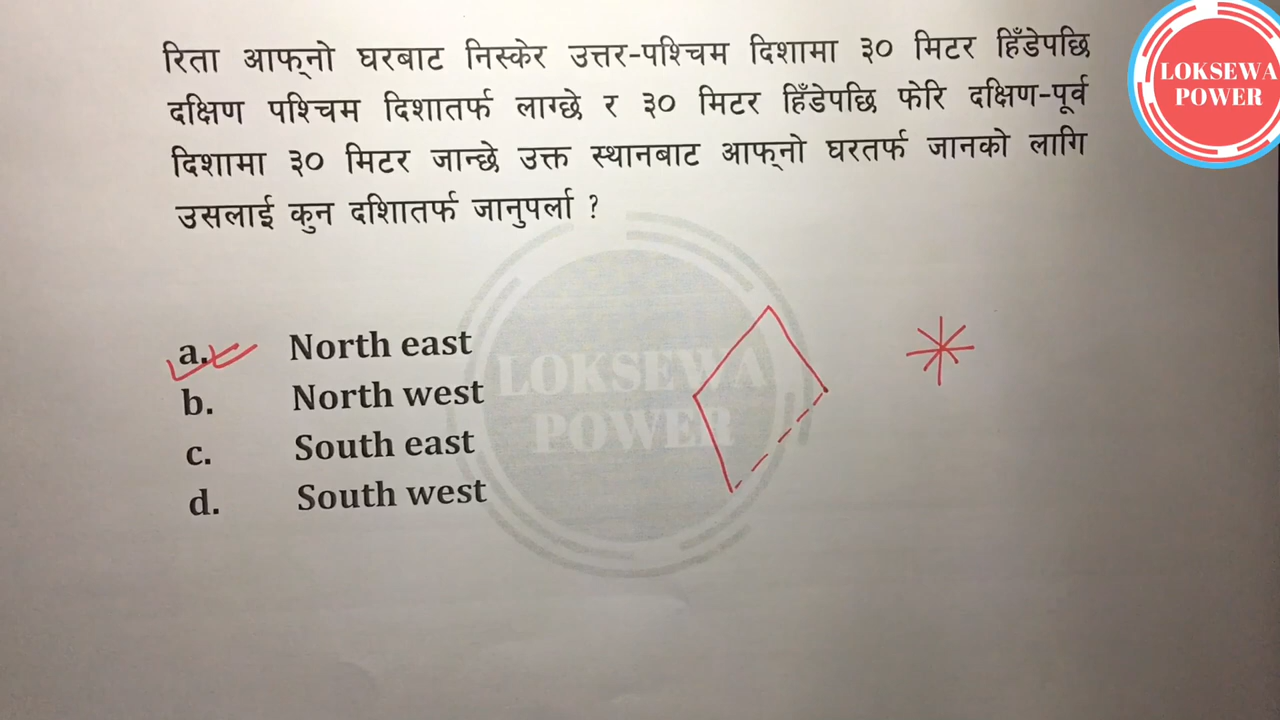 रिता आफ्‌नो घरबाट निस्केर उत्तर-पश्चिम दिशामा ३० मिटर हिँडेपछि
दक्षिण पश्चिम दिशातर्फ लाग्छे र ३० मिटर हिँडेपछि फेरि दक्षिण-पूर्व
दिशामा ३० मिटर जान्छे उक्त स्थानबाट आफ्‌नो घरतर्फ जानको लागि
उसलाई कुन दशिातर्फ जानुपर्ला ?
a. North east
b. North west
c. South east
d. South west
LOKSEWA
POWER
LOKSEWA
POWER